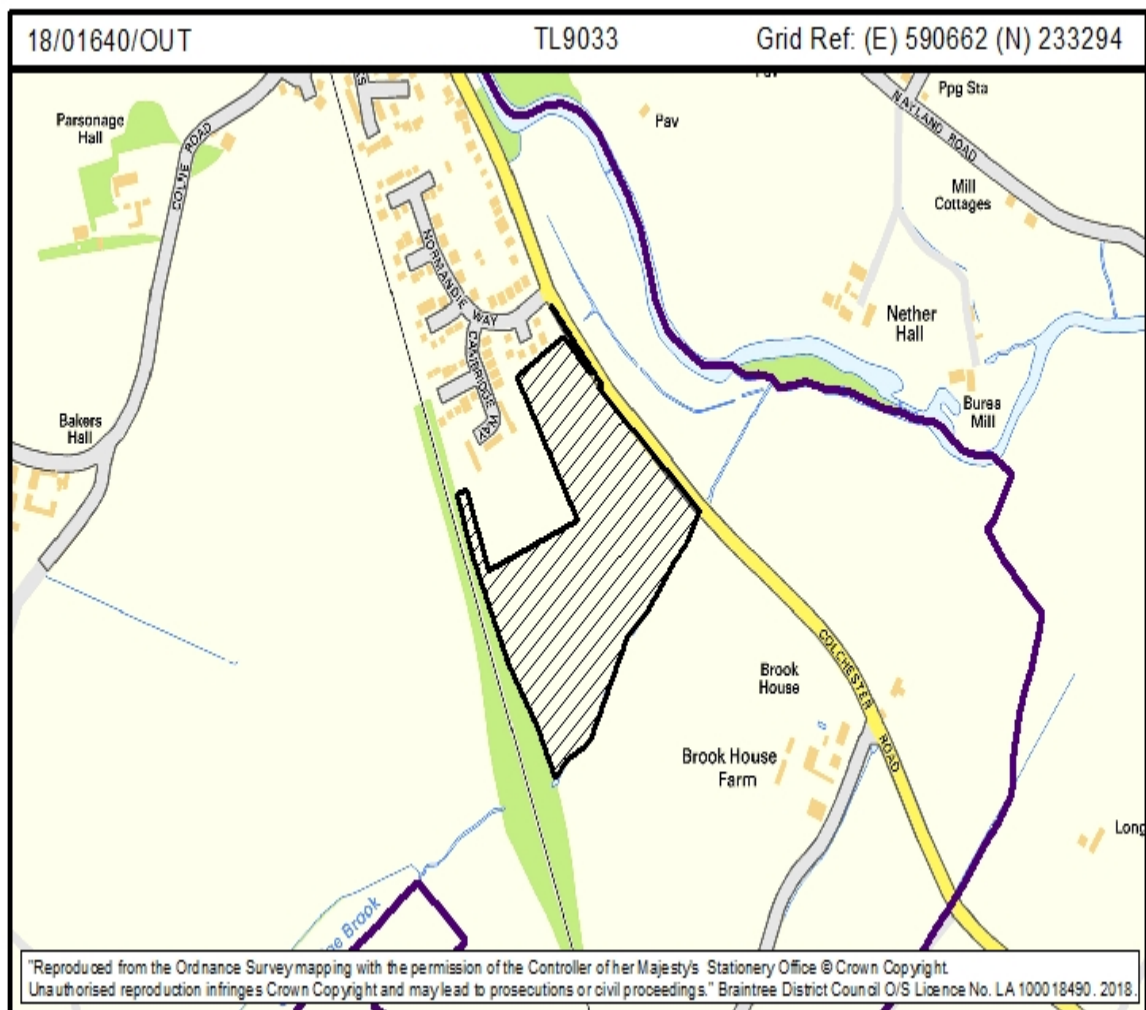 18/01640/OUT TL9033 Grid Ref: (E) 590662 (N) 233294
Ppg Sta
Parsonage
Hall
Pav
NAYLAND ROAD
COLNE ROAD
Mill
Cottages
NORMANDIE WAY
Nether
Hall
CAMBRIDGE WAY
Bures
Mill
Bakers
Hall
COLCHESTER ROAD
Brook
House
Brook House
Farm
Long
Brook
"Reproduced from the Ordnance Survey mapping with the permission of the Controller of her Majesty's Stationery Office © Crown Copyright.
Unauthorised reproduction infringes Crown Copyright and may lead to prosecutions or civil proceedings." Braintree District Council O/S Licence No. LA 100018490. 2018.